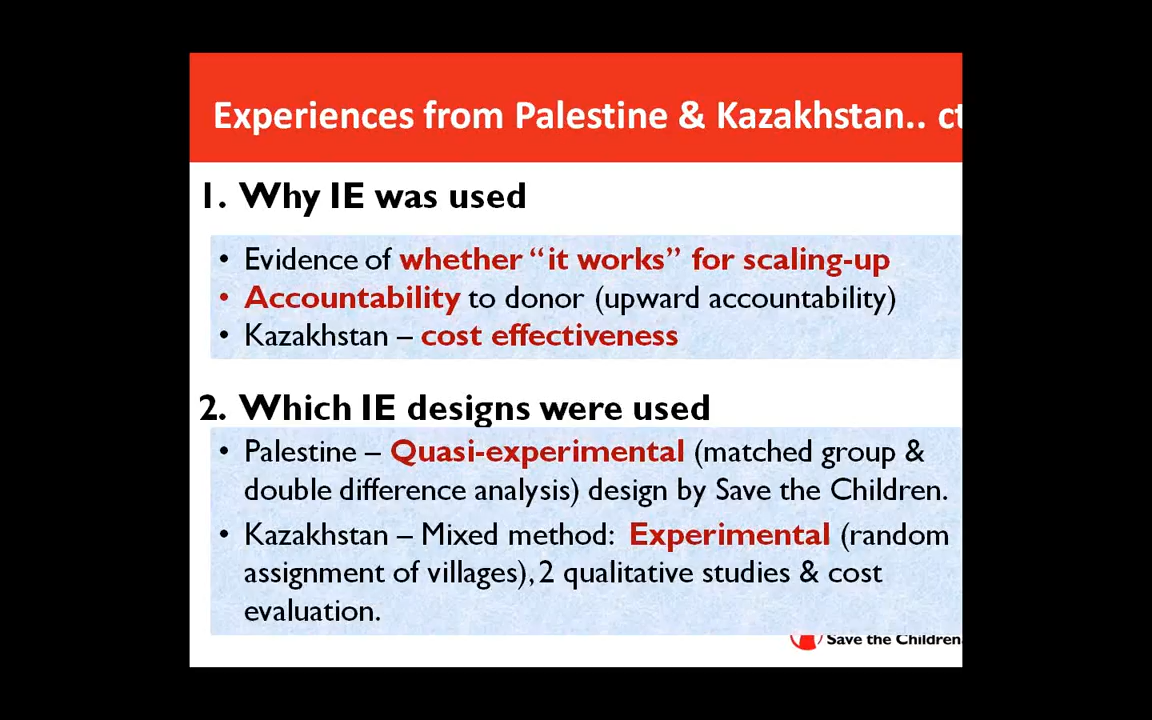 Experiences from Palestine & Kazakhstan.. ct
1. Why IE was used
• Evidence of whether “it works” for scaling-up
• Accountability to donor (upward accountability)
• Kazakhstan – cost effectiveness
2. Which IE designs were used
• Palestine – Quasi-experimental (matched group &
double difference analysis) design by Save the Children.
• Kazakhstan – Mixed method: Experimental (random
assignment of villages), 2 qualitative studies & cost
evaluation.
Save the Children